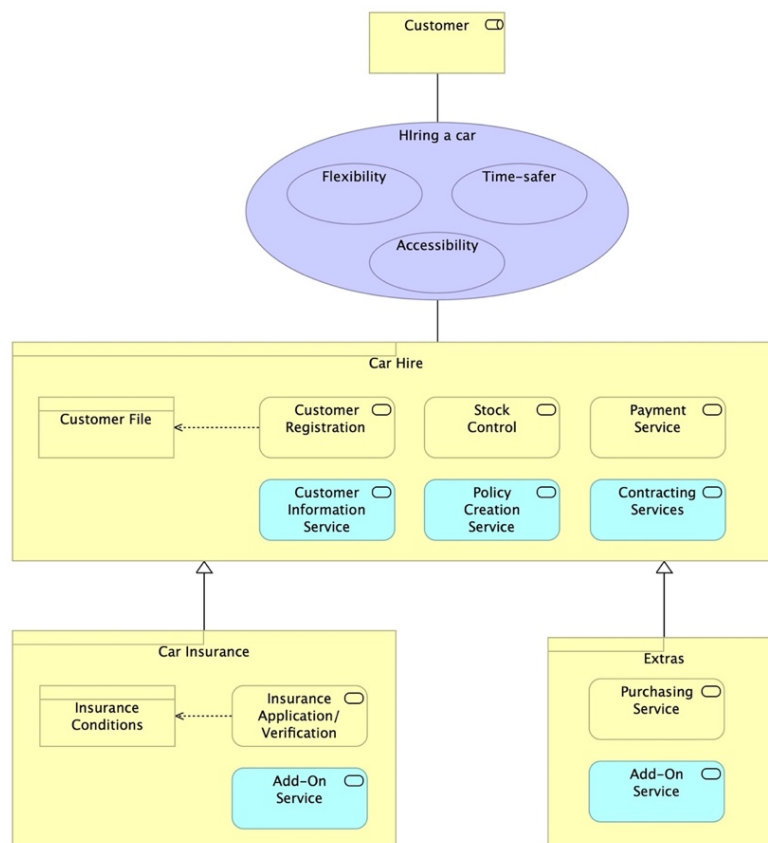 Customer
HIring a car
Flexibility
Time-safer
Accessibility
Car Hire
Customer File
Customer
Registration
Stock
Control
Payment
Service
Customer
Information
Service
Policy
Creation
Service
Contracting
Services
Car Insurance
Insurance
Conditions
Insurance
Application/
Verification
Add-On
Service
Extras
Purchasing
Service
Add-On
Service